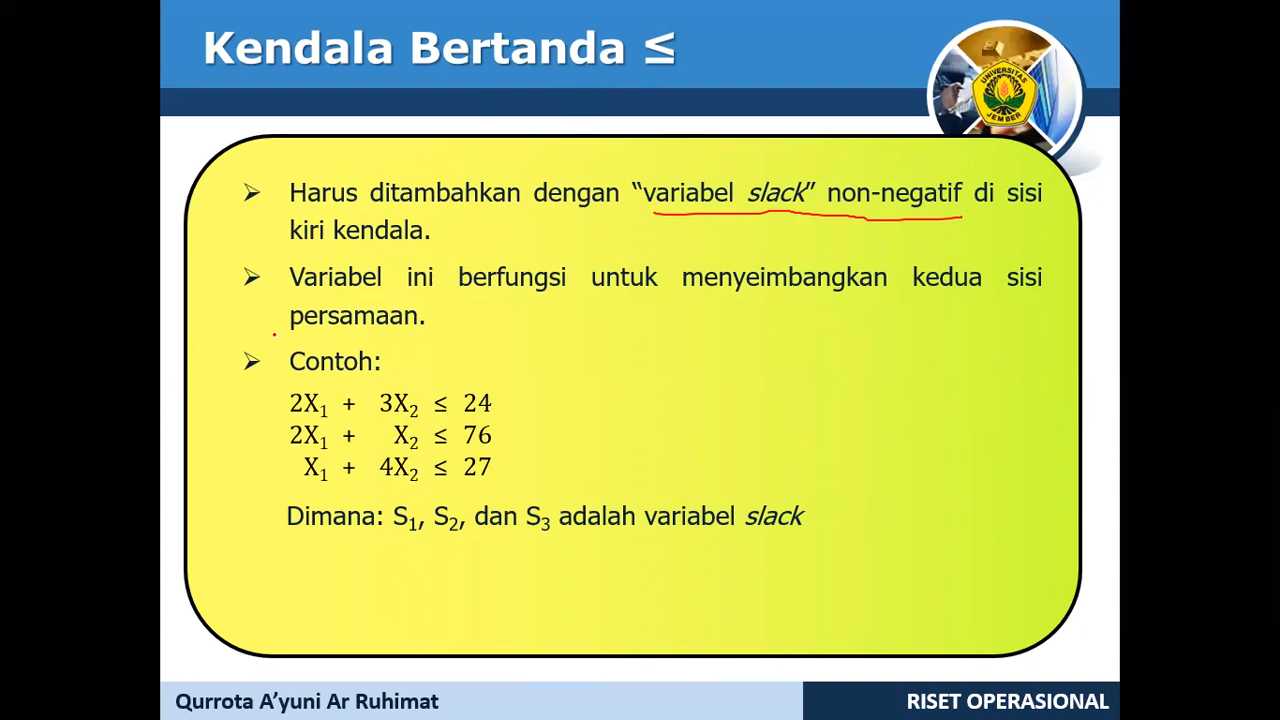 Kendala Bertanda ≤
UNIVERSITAS
JEMBER
➢ Harus ditambahkan dengan “variabel slack” non-negatif di sisi
kiri kendala.
➢ Variabel ini berfungsi untuk menyeimbangkan kedua sisi
persamaan.
➢ Contoh:
2X₁ + 3X₂ ≤ 24
2X₁ + X₂ ≤ 76
X₁ + 4X₂ ≤ 27
Dimana: S₁, S₂, dan S₃ adalah variabel slack
Qurrota A’yuni Ar Ruhimat
RISET OPERASIONAL